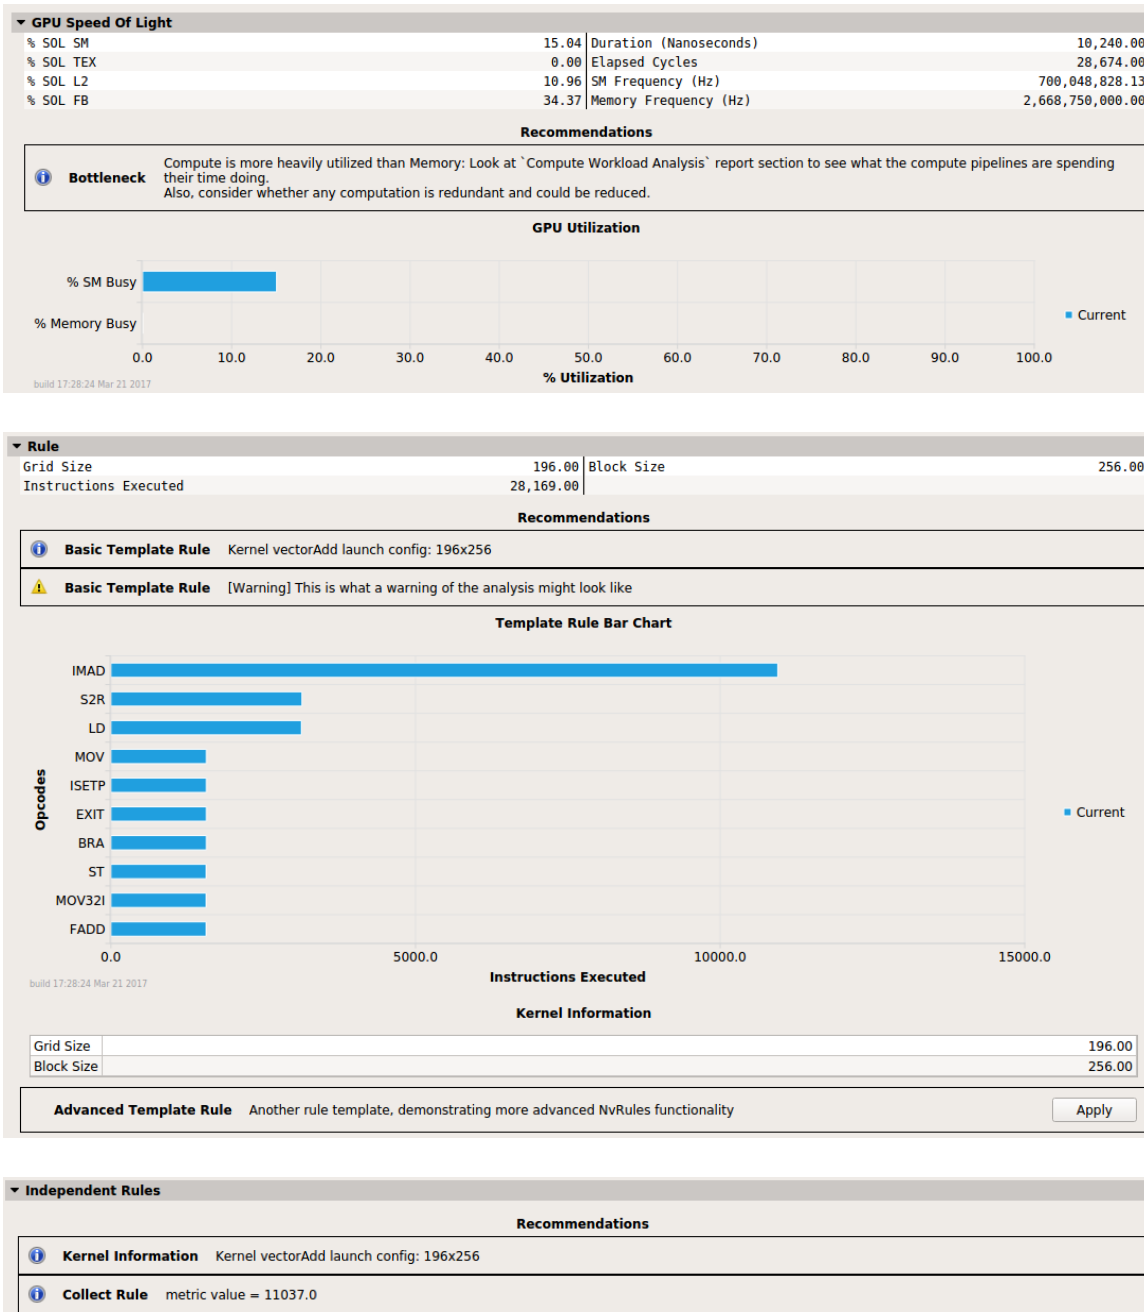 GPU Speed Of Light
% SOL SM 15.04 Duration (Nanoseconds) 10,240.00
% SOL TEX 0.00 Elapsed Cycles 28,674.00
% SOL L2 10.96 SM Frequency (Hz) 700,048,828.13
% SOL FB 34.37 Memory Frequency (Hz) 2,668,750,000.00
Recommendations
Bottleneck Compute is more heavily utilized than Memory: Look at `Compute Workload Analysis` report section to see what the compute pipelines are spending
their time doing.
Also, consider whether any computation is redundant and could be reduced.
GPU Utilization
% SM Busy
% Memory Busy
Current
0.0 10.0 20.0 30.0 40.0 50.0 60.0 70.0 80.0 90.0 100.0
% Utilization
build 17:28:24 Mar 21 2017
Rule
Grid Size 196.00 Block Size 256.00
Instructions Executed 28,169.00
Recommendations
Basic Template Rule Kernel vectorAdd launch config: 196x256
Basic Template Rule [Warning] This is what a warning of the analysis might look like
Template Rule Bar Chart
IMAD
S2R
LD
MOV
ISETP
EXIT
BRA
ST
MOV32I
FADD
Opcodes
Current
0.0 5000.0 10000.0 15000.0
Instructions Executed
build 17:28:24 Mar 21 2017
Kernel Information
Grid Size 196.00
Block Size 256.00
Advanced Template Rule Another rule template, demonstrating more advanced NvRules functionality Apply
Independent Rules
Recommendations
Kernel Information Kernel vectorAdd launch config: 196x256
Collect Rule metric value = 11037.0